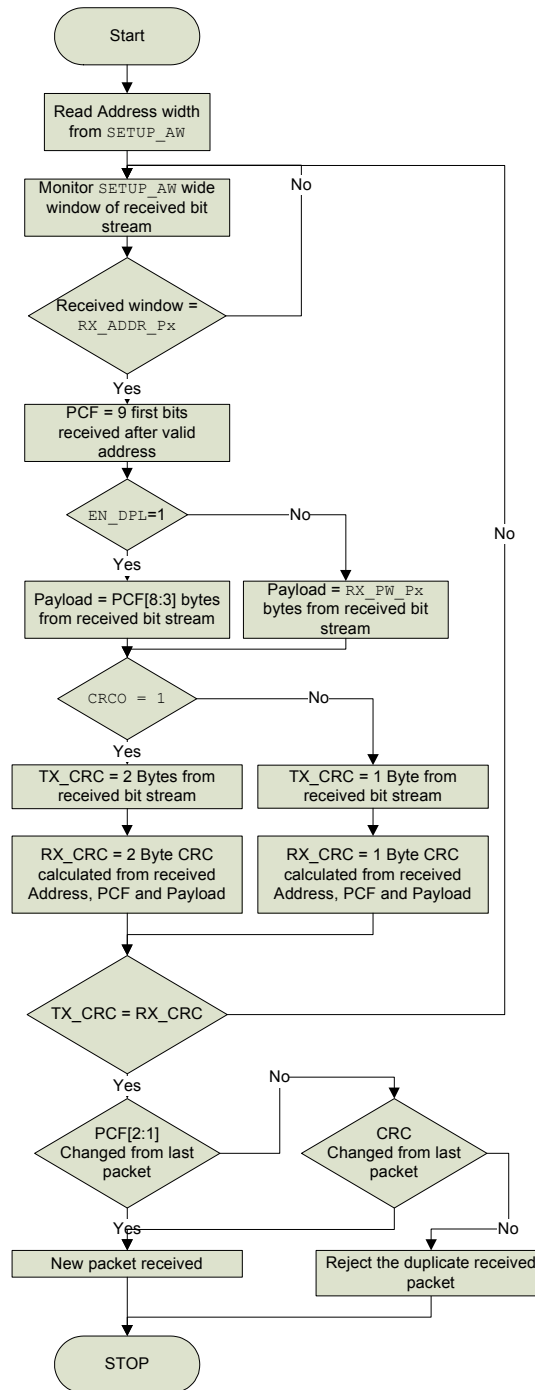 Start
Read Address width
from SETUP_AW
No
Monitor SETUP_AW wide
window of received bit
stream
Received window =
RX_ADDR_Px
Yes
PCF = 9 first bits
received after valid
address
EN_DPL=1
No
No
Yes
Payload = PCF[8:3] bytes
from received bit stream
Payload = RX_PW_Px
bytes from received bit
stream
CRCO = 1
No
Yes
TX_CRC = 2 Bytes from
received bit stream
TX_CRC = 1 Byte from
received bit stream
RX_CRC = 2 Byte CRC
calculated from received
Address, PCF and Payload
RX_CRC = 1 Byte CRC
calculated from received
Address, PCF and Payload
TX_CRC = RX_CRC
Yes
No
PCF[2:1]
Changed from last
packet
CRC
Changed from last
packet
Yes
Yes
No
New packet received
Reject the duplicate received
packet
STOP